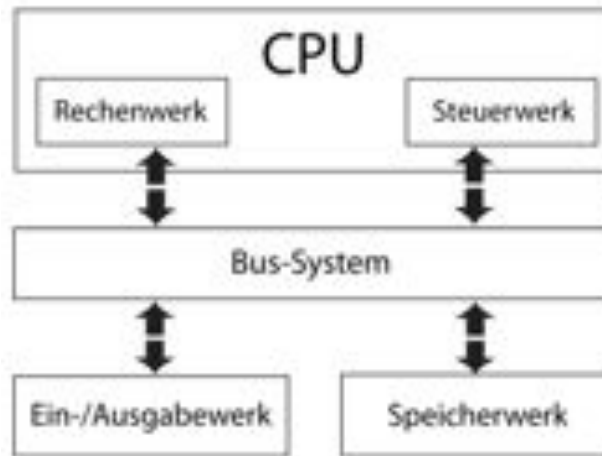 CPU
Rechenwerk
Steuerwerk
Bus-System
Ein-/Ausgabewerk
Speicherwerk